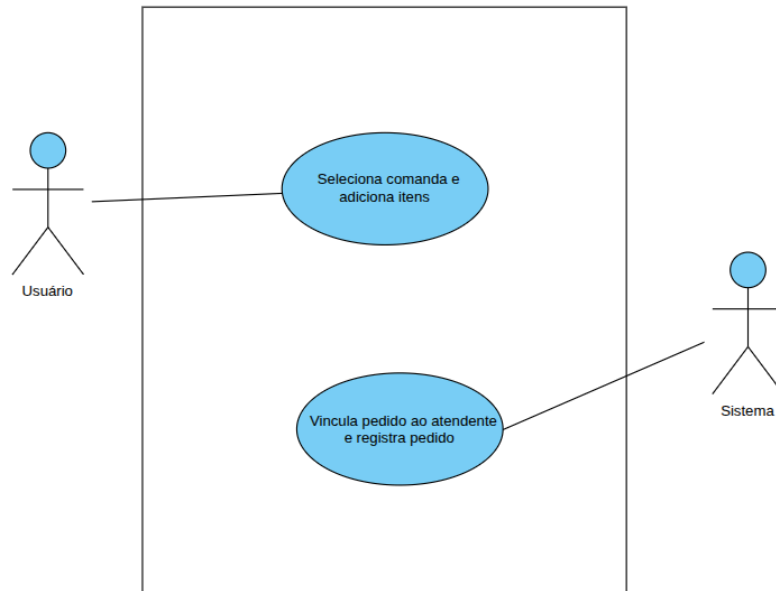 Seleciona comanda e
adiciona itens
Usuário
Vincula pedido ao atendente
e registra pedido
Sistema